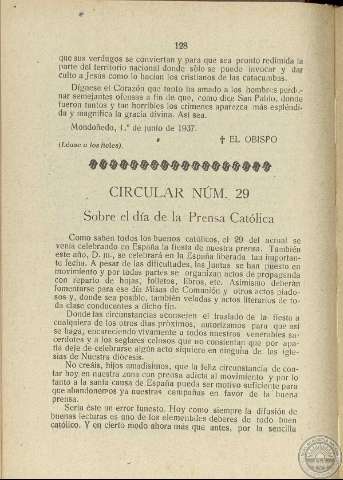 128
que sus verdugos se conviertan y para que sea pronto redimida la
parte del territorio nacional donde sólo se puede invocar y dar
culto a Jesús como lo hacían los cristianos de las catacumbas.
Dígnese el Corazón que tanto ha amado a los hombres perdo-
nar semejantes ofensas a fin de que, como dice San Pablo, donde
fueron tantos y tan horribles los crímenes aparezca más espléndi-
da y magnífica la gracia divina. Así sea.
Mondoñedo, 1.º de junio de 1937.
† EL OBISPO
(Léase a los fieles).
CIRCULAR NÚM. 29
Sobre el día de la Prensa Católica
Como saben todos los buenos católicos, el 29 del actual se
venía celebrando en España la fiesta de nuestra prensa. También
este año, D. m., se celebrará en la España liberada tan importan-
te fecha. A pesar de las dificultades, las Juntas se han puesto en
movimiento y por todas partes se organizan actos de propaganda
con reparto de hojas, folletos, libros, etc. Asimismo deberán
fomentarse para ese día Misas de Comunión y otros actos piado-
sos y, donde sea posible, también veladas y actos literarios de to-
da clase conducentes a dicho fin.
Donde las circunstancias aconsejen el traslado de la fiesta a
cualquiera de los otros días próximos, autorizamos para que así
se haga, encareciendo vivamente a todos nuestros venerables sa-
cerdotes y a los seglares celosos que no consientan que por apa-
tía deje de celebrarse algún acto siquiera en ninguna de las igle-
sias de Nuestra diócesis.
No creáis, hijos amadísimos, que la feliz circunstancia de con-
tar hoy en nuestra zona con prensa adicta al movimiento y por lo
tanto a la santa causa de España pueda ser motivo suficiente para
que abandonemos ya nuestras campañas en favor de la buena
prensa.
Sería éste un error funesto. Hoy como siempre la difusión de
buenas lecturas es uno de los elementales deberes de todo buen
católico. Y en cierto modo ahora más que antes, por la sencilla